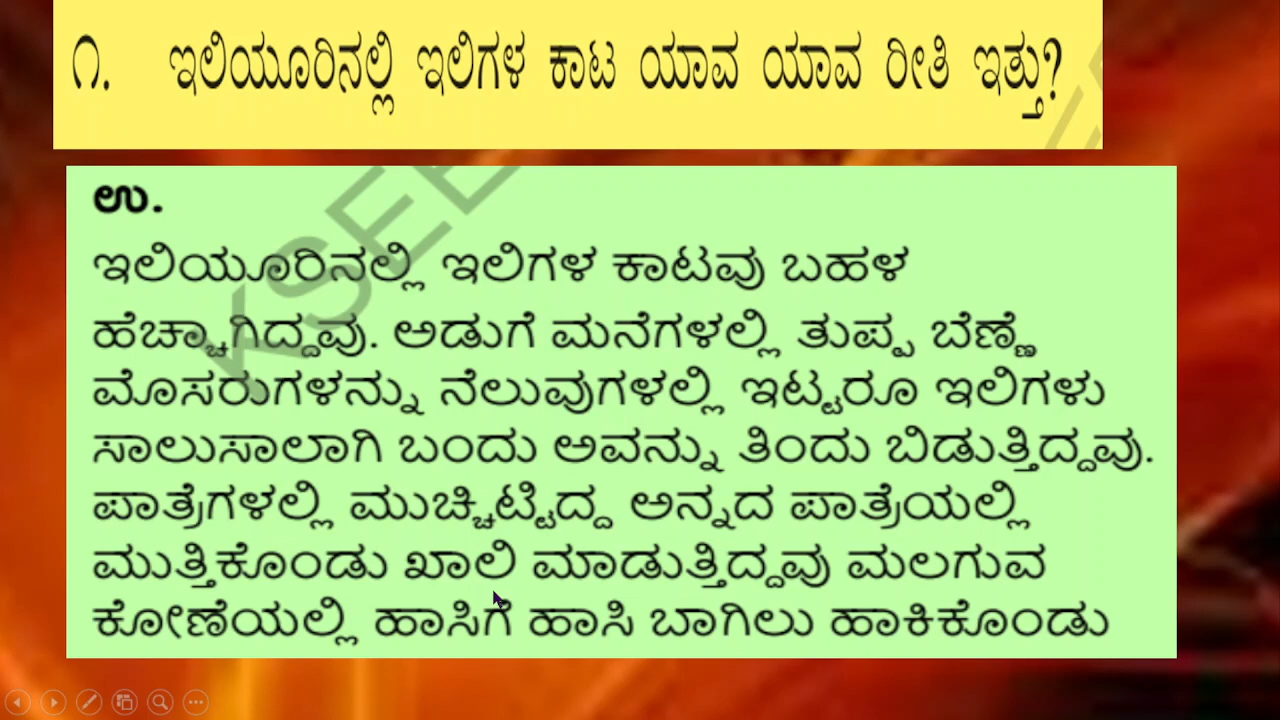 ೧. ಇಲಿಯೂರಿನಲ್ಲಿ ಇಲಿಗಳ ಕಾಟ ಯಾವ ಯಾವ ರೀತಿ ಇತ್ತು?
ಉ.
ಇಲಿಯೂರಿನಲ್ಲಿ ಇಲಿಗಳ ಕಾಟವು ಬಹಳ
ಹೆಚ್ಚಾಗಿದ್ದವು. ಅಡುಗೆ ಮನೆಗಳಲ್ಲಿ ತುಪ್ಪ ಬೆಣ್ಣೆ
ಮೊಸರುಗಳನ್ನು ನೆಲುವುಗಳಲ್ಲಿ ಇಟ್ಟರೂ ಇಲಿಗಳು
ಸಾಲುಸಾಲಾಗಿ ಬಂದು ಅವನ್ನು ತಿಂದು ಬಿಡುತ್ತಿದ್ದವು.
ಪಾತ್ರೆಗಳಲ್ಲಿ ಮುಚ್ಚಿಟ್ಟಿದ್ದ ಅನ್ನದ ಪಾತ್ರೆಯಲ್ಲಿ
ಮುತ್ತಿಕೊಂಡು ಖಾಲಿ ಮಾಡುತ್ತಿದ್ದವು ಮಲಗುವ
ಕೋಣೆಯಲ್ಲಿ ಹಾಸಿಗೆ ಹಾಸಿ ಬಾಗಿಲು ಹಾಕಿಕೊಂಡು